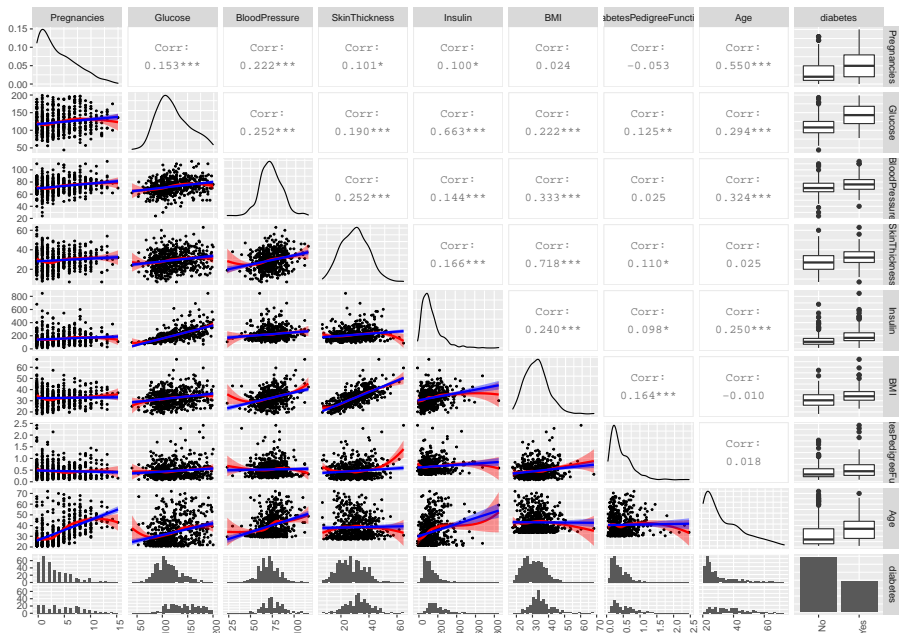 Pregnancies Glucose BloodPressure SkinThickness Insulin BMI abetesPedigreeFuncti Age diabetes
0.15
0.10
0.05
0.00
Corr:
0.153***
Corr:
0.222***
Corr:
0.101*
Corr:
0.100*
Corr:
0.024
Corr:
-0.053
Corr:
0.550***
Pregnancies
200
150
100
50
Corr:
0.252***
Corr:
0.190***
Corr:
0.663***
Corr:
0.222***
Corr:
0.125**
Corr:
0.294***
Glucose
100
80
60
40
20
Corr:
0.252***
Corr:
0.144***
Corr:
0.333***
Corr:
0.025
Corr:
0.324***
BloodPressure
60
40
20
Corr:
0.166***
Corr:
0.718***
Corr:
0.110*
Corr:
0.025
SkinThickness
800
600
400
200
0
Corr:
0.240***
Corr:
0.098*
Corr:
0.250***
Insulin
60
50
40
30
20
Corr:
0.164***
Corr:
-0.010
BMI
2.5
2.0
1.5
1.0
0.5
0.0
Corr:
0.018
esPedigreeFu
70
60
50
40
30
20
Age
60
40
20
0
60
40
20
0
diabetes
0 5 10 15
50 100 150 200
25 50 75 100
20 40 60
0 200 400 600 800
20 30 40 50 60 70
0.0 0.5 1.0 1.5 2.0 2.5
20 40 60
No Yes